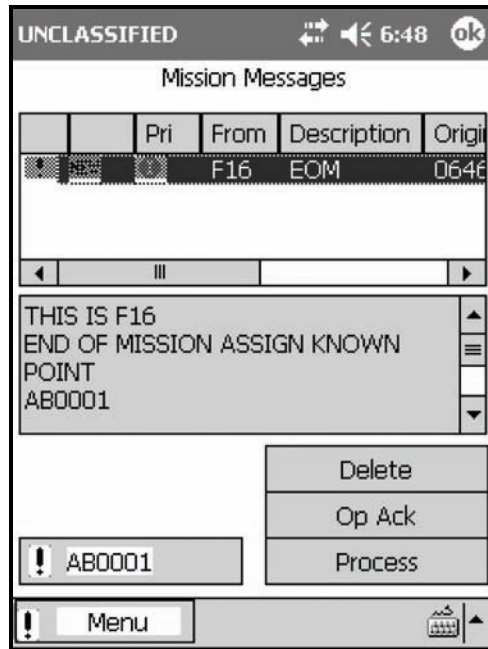 UNCLASSIFIED 6:48 ok
Mission Messages
Pri From Description Origi
! NEW F16 EOM 0646
THIS IS F16
END OF MISSION ASSIGN KNOWN
POINT
AB0001
Delete
Op Ack
! AB0001 Process
! Menu